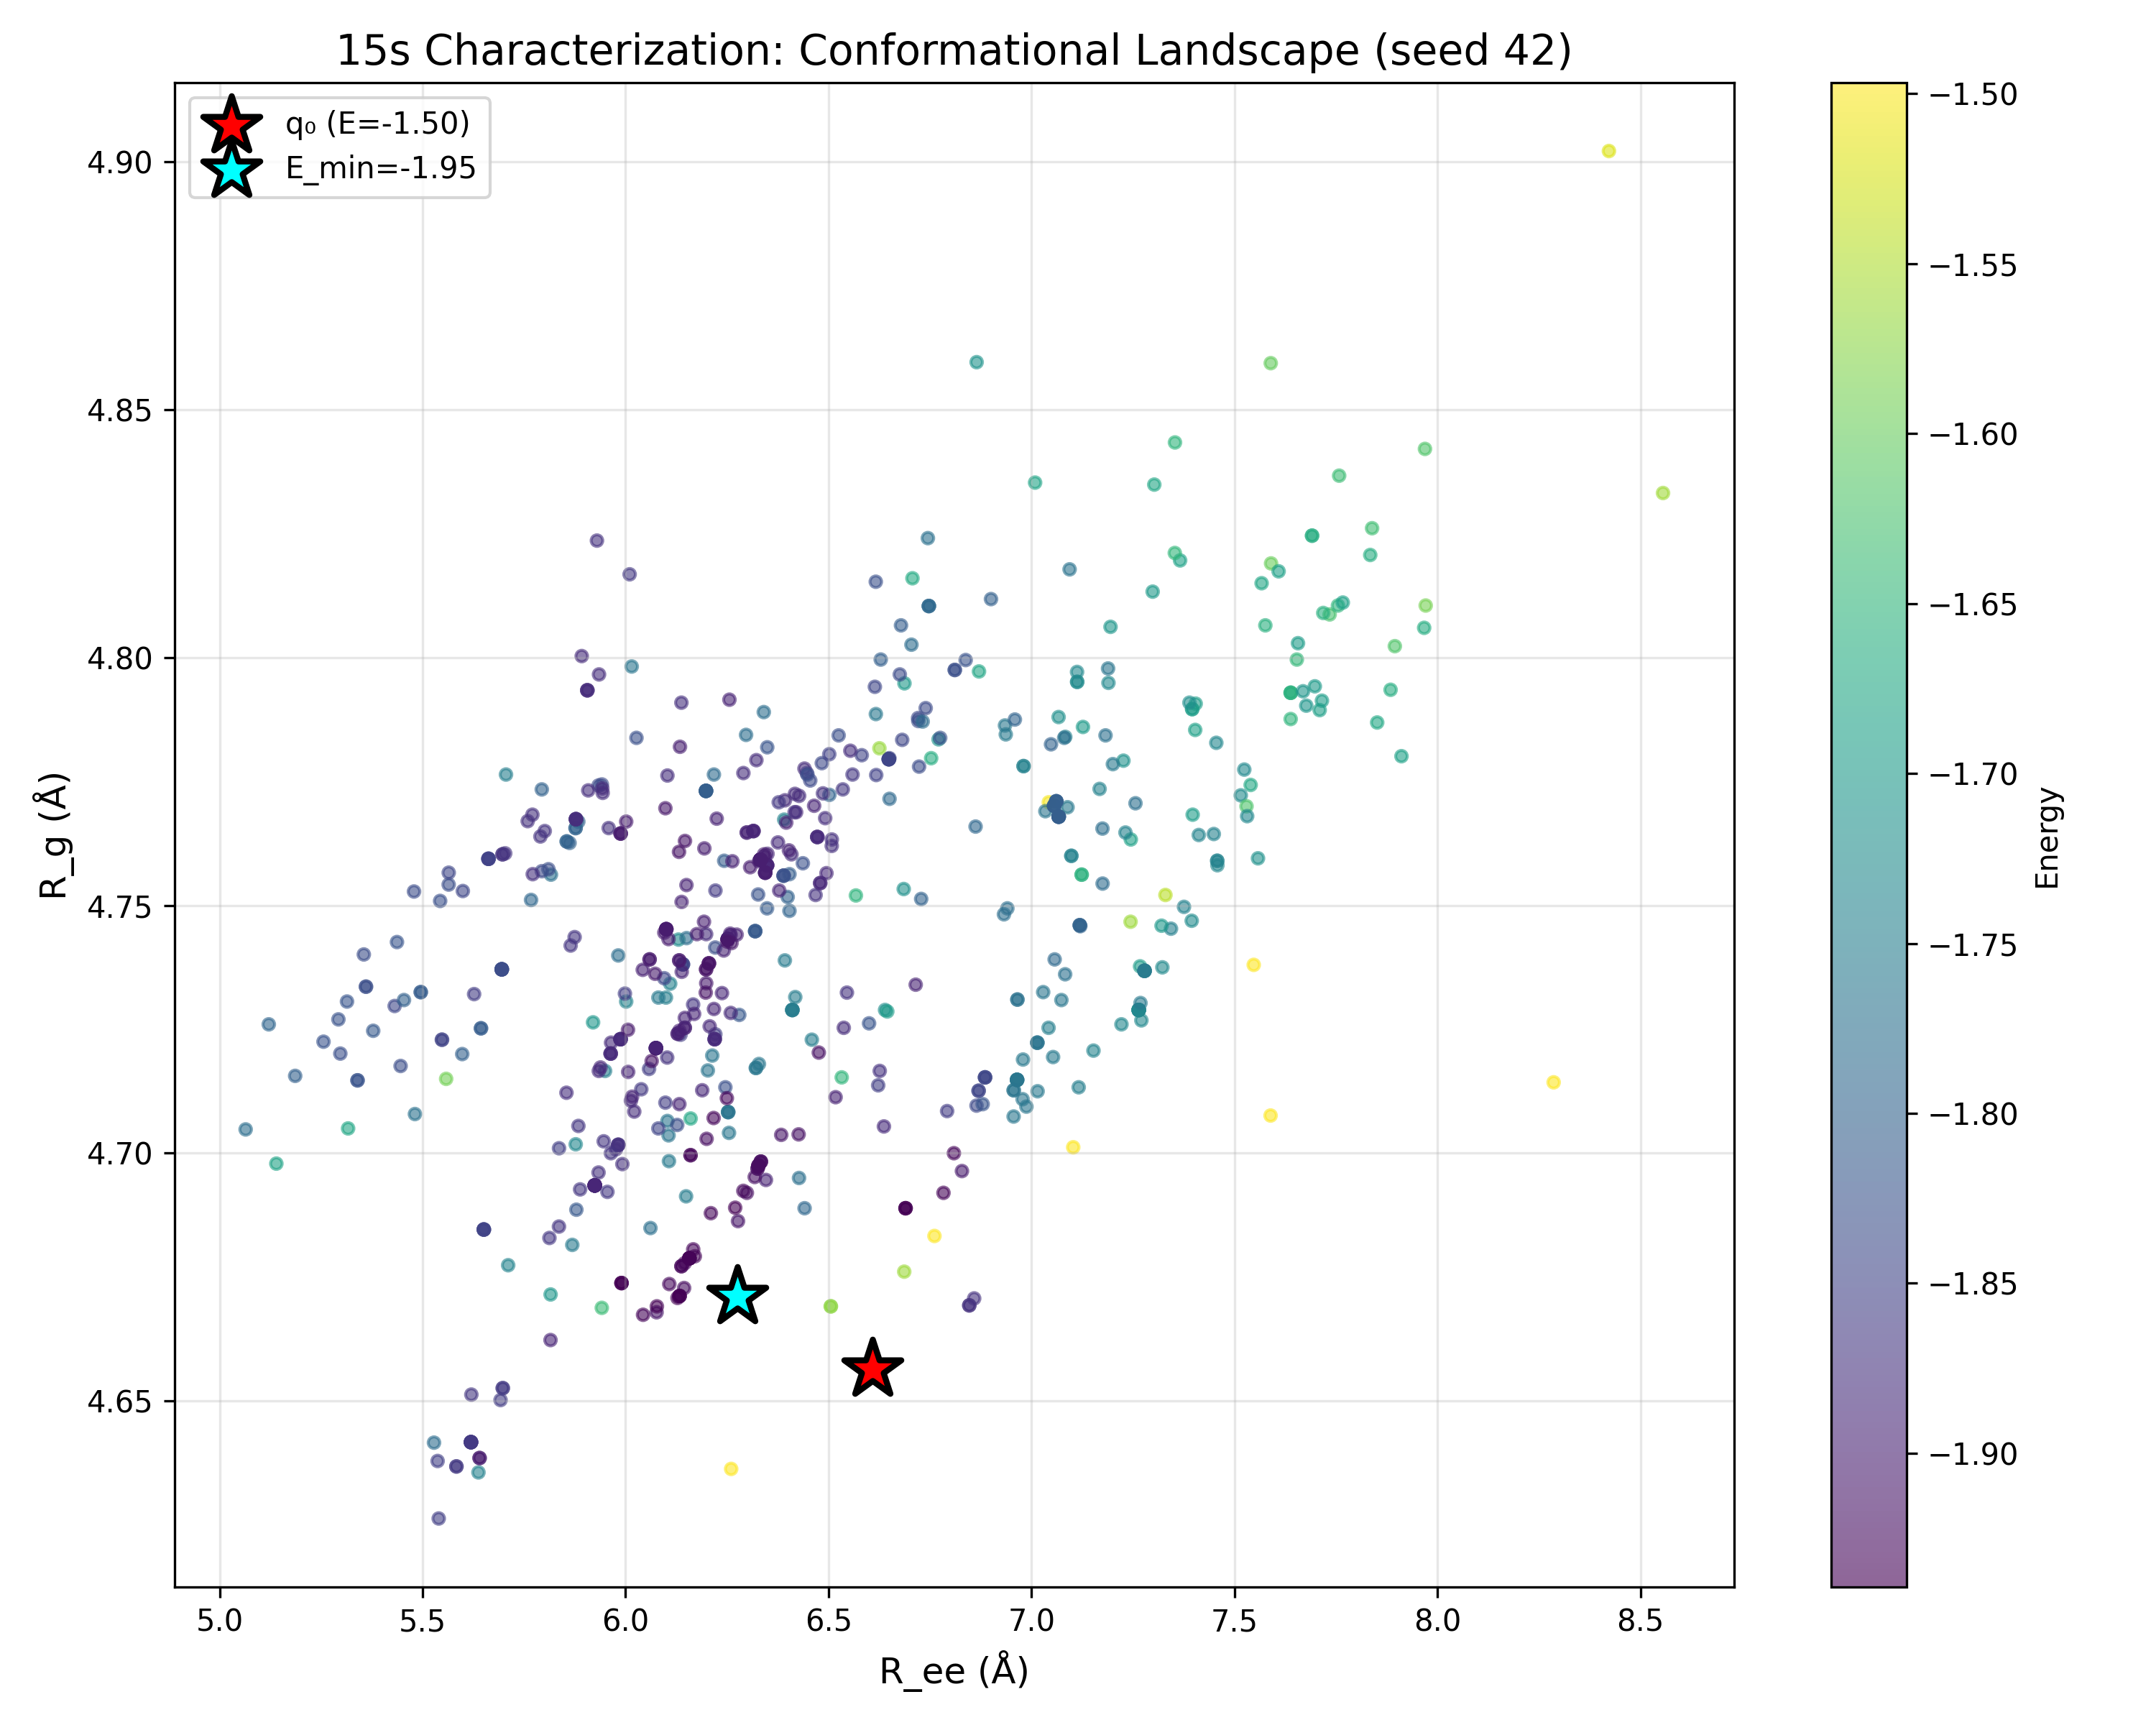 15s Characterization: Conformational Landscape (seed 42)
q₀ (E=-1.50)
E_min=-1.95
4.90
4.85
4.80
4.75
4.70
4.65
R_g (Å)
5.0 5.5 6.0 6.5 7.0 7.5 8.0 8.5
R_ee (Å)
−1.50
−1.55
−1.60
−1.65
−1.70
−1.75
−1.80
−1.85
−1.90
Energy